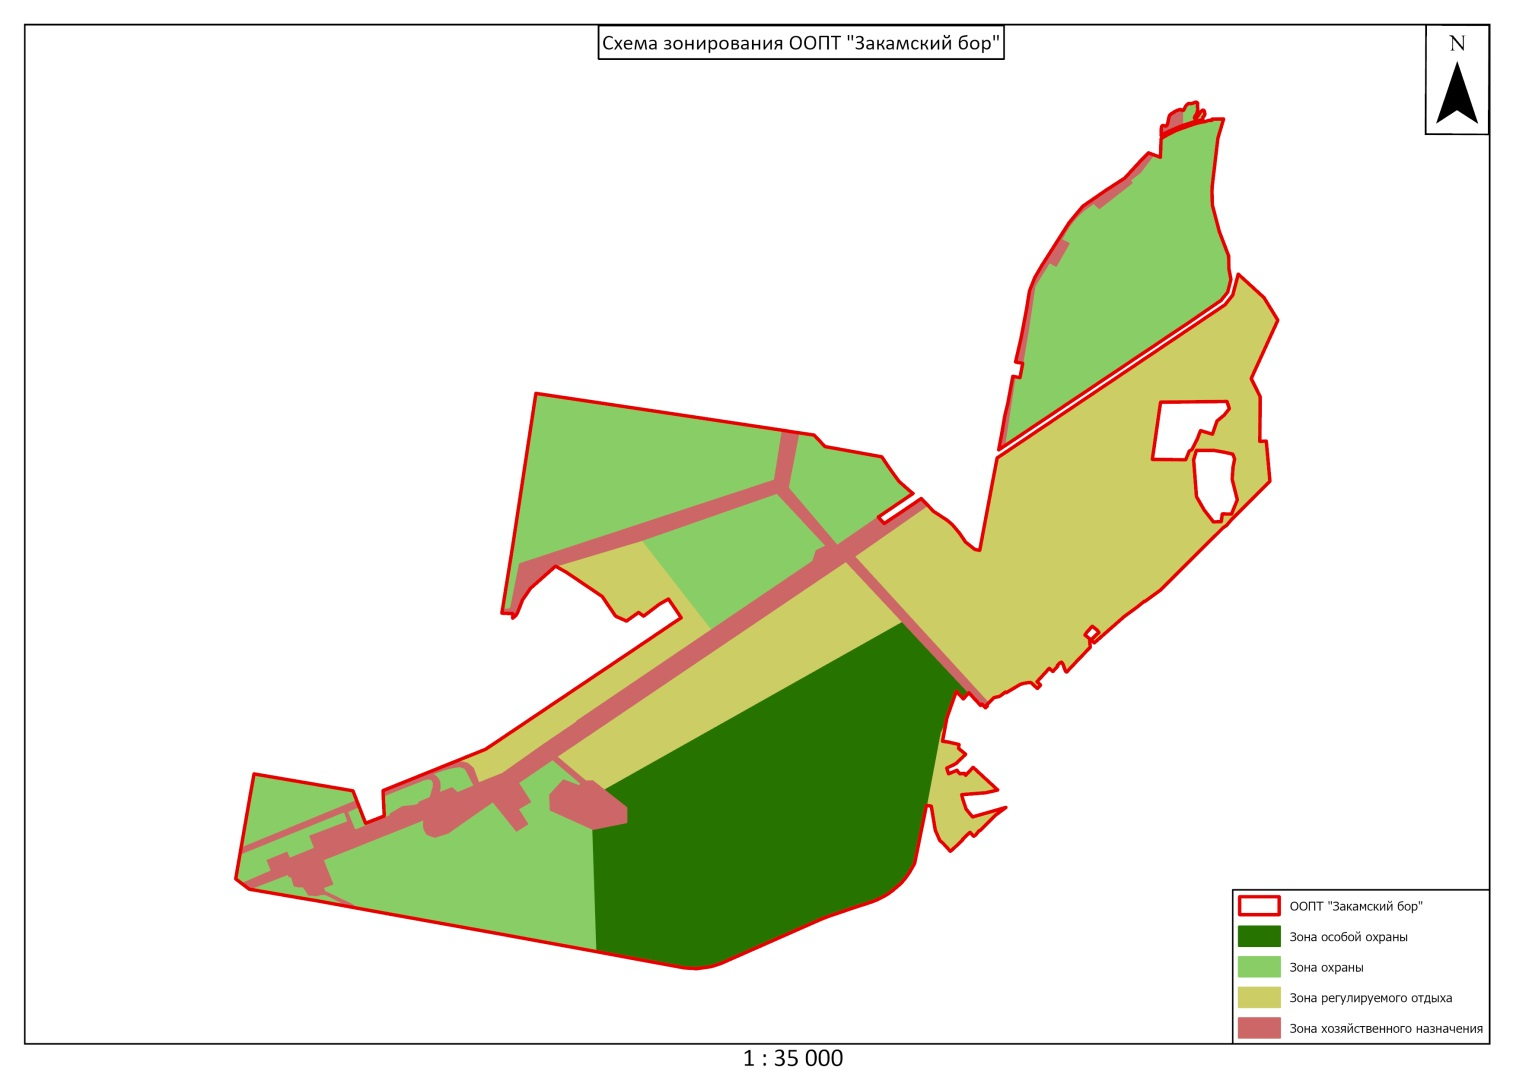 Схема зонирования ООПТ "Закамский бор"
N
ООПТ "Закамский бор"
Зона особой охраны
Зона охраны
Зона регулируемого отдыха
Зона хозяйственного назначения
1 : 35 000